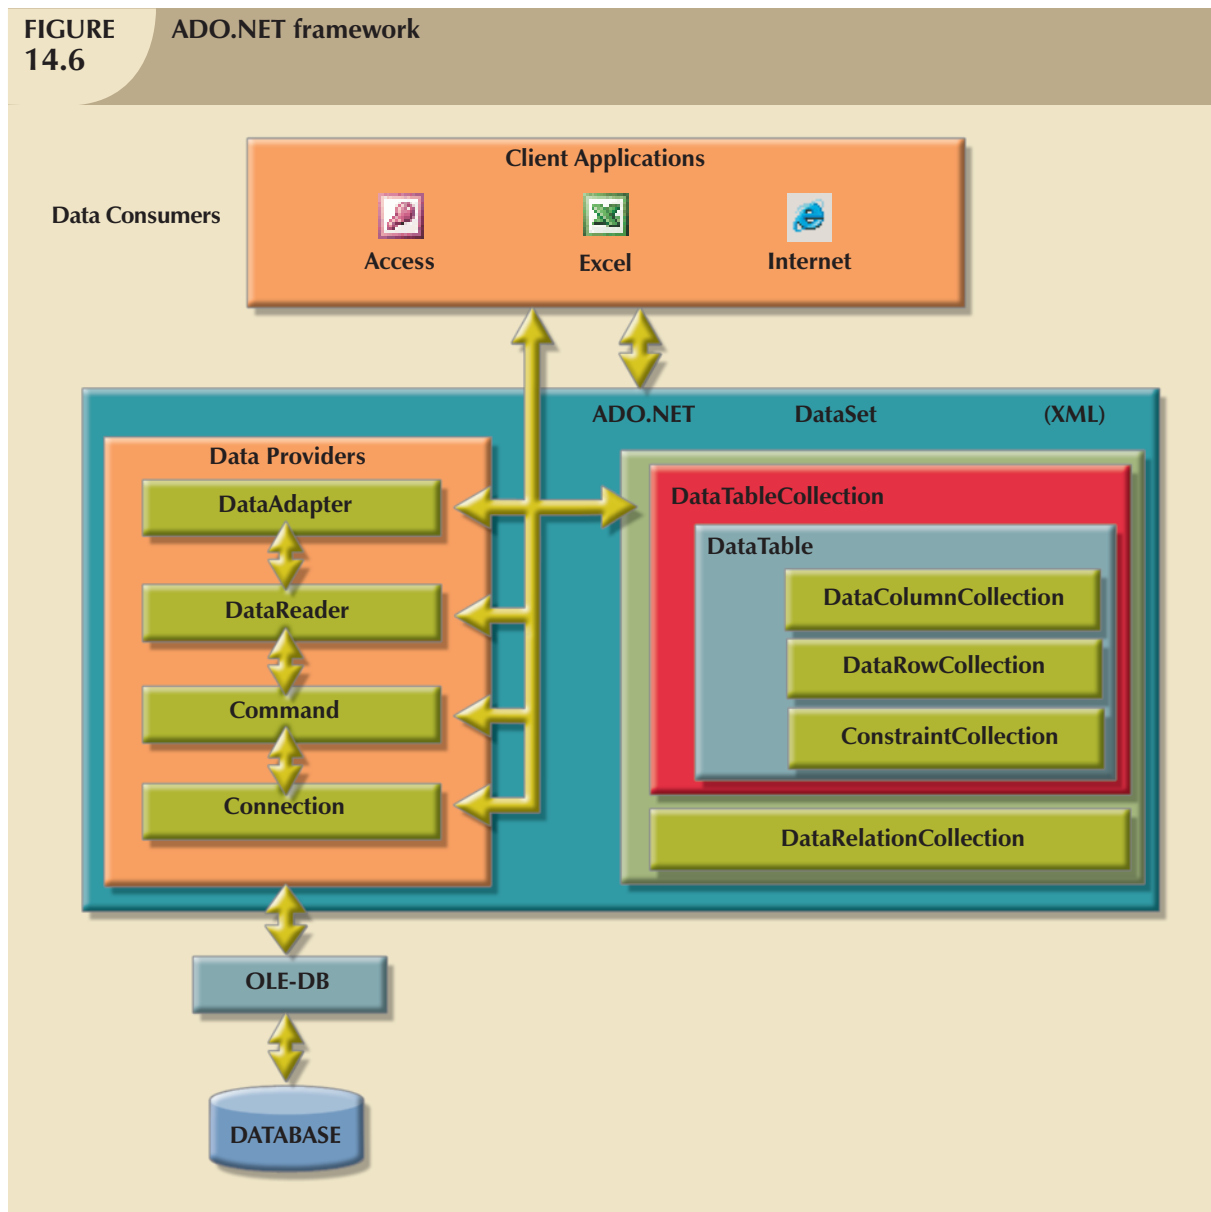 FIGURE
14.6
ADO.NET framework
Client Applications
Data Consumers
Access
Excel
Internet
ADO.NET DataSet (XML)
Data Providers
DataAdapter
DataReader
Command
Connection
DataTableCollection
DataTable
DataColumnCollection
DataRowCollection
ConstraintCollection
DataRelationCollection
OLE-DB
DATABASE